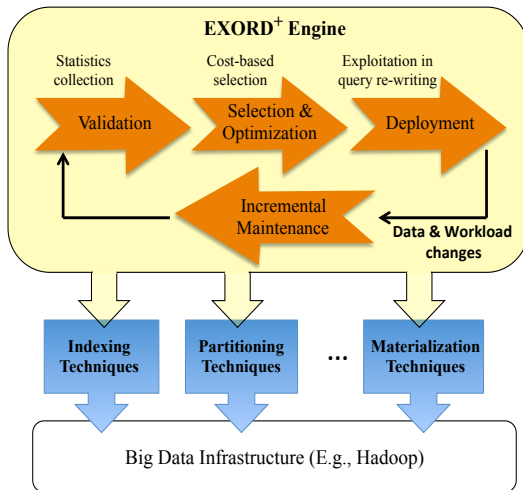 EXORD+ Engine
Statistics
collection
Cost-based
selection
Exploitation in
query re-writing
Validation
Selection &
Optimization
Deployment
Incremental
Maintenance
Data & Workload
changes
Indexing
Techniques
Partitioning
Techniques
...
Materialization
Techniques
Big Data Infrastructure (E.g., Hadoop)